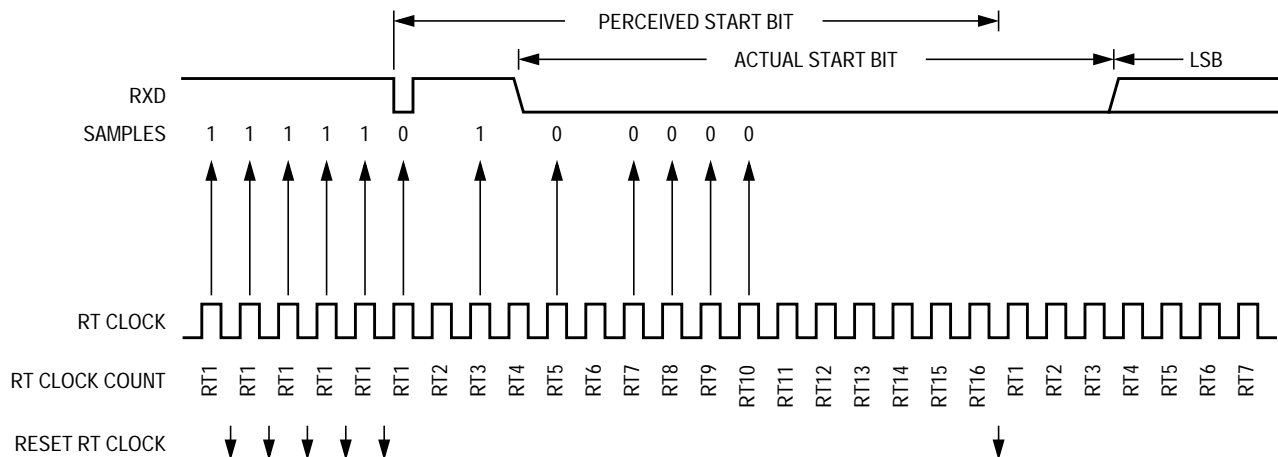 PERCEIVED START BIT
ACTUAL START BIT
LSB
RXD
SAMPLES 1 1 1 1 1 0 1 0 0 0 0 0
RT CLOCK
RT CLOCK COUNT RT1 RT1 RT1 RT1 RT1 RT1 RT2 RT3 RT4 RT5 RT6 RT7 RT8 RT9 RT10 RT11 RT12 RT13 RT14 RT15 RT16 RT1 RT2 RT3 RT4 RT5 RT6 RT7
RESET RT CLOCK